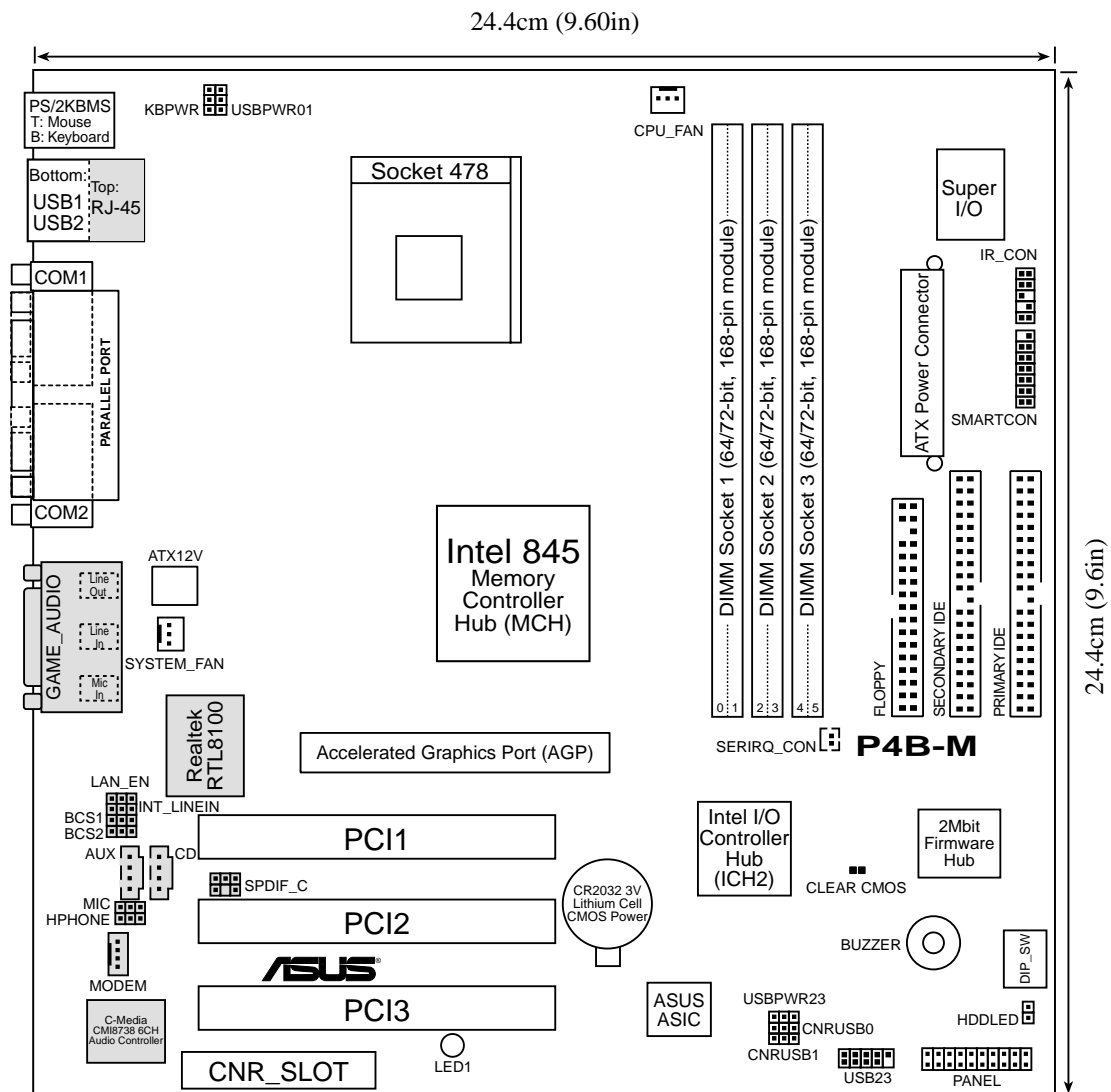 24.4cm (9.60in)
PS/2KBMS
T: Mouse
B: Keyboard
KBPWR
USBPWR01
CPU_FAN
Bottom:
USB1
USB2
Top:
RJ-45
Socket 478
Super
I/O
IR_CON
COM1
PARALLEL PORT
COM2
DIMM Socket 1 (64/72-bit, 168-pin module)
DIMM Socket 2 (64/72-bit, 168-pin module)
DIMM Socket 3 (64/72-bit, 168-pin module)
0 1
2 3
4 5
ATX Power Connector
SMARTCON
24.4cm (9.6in)
ATX12V
Intel 845
Memory
Controller
Hub (MCH)
GAME_AUDIO
Line
Out
Line
In
Mic
In
SYSTEM_FAN
FLOPPY
SECONDARY IDE
PRIMARY IDE
Realtek
RTL8100
Accelerated Graphics Port (AGP)
SERIRQ_CON
P4B-M
LAN_EN
INT_LINEIN
BCS1
BCS2
PCI1
Intel I/O
Controller
Hub
(ICH2)
2Mbit
Firmware
Hub
AUX
CD
SPDIF_C
CR2032 3V
Lithium Cell
CMOS Power
CLEAR CMOS
MIC
HPHONE
PCI2
BUZZER
DIP_SW
MODEM
ASUS®
C-Media
CMI8738 6CH
Audio Controller
PCI3
ASUS
ASIC
USBPWR23
CNRUSB0
CNRUSB1
HDDLED
LED1
CNR_SLOT
USB23
PANEL